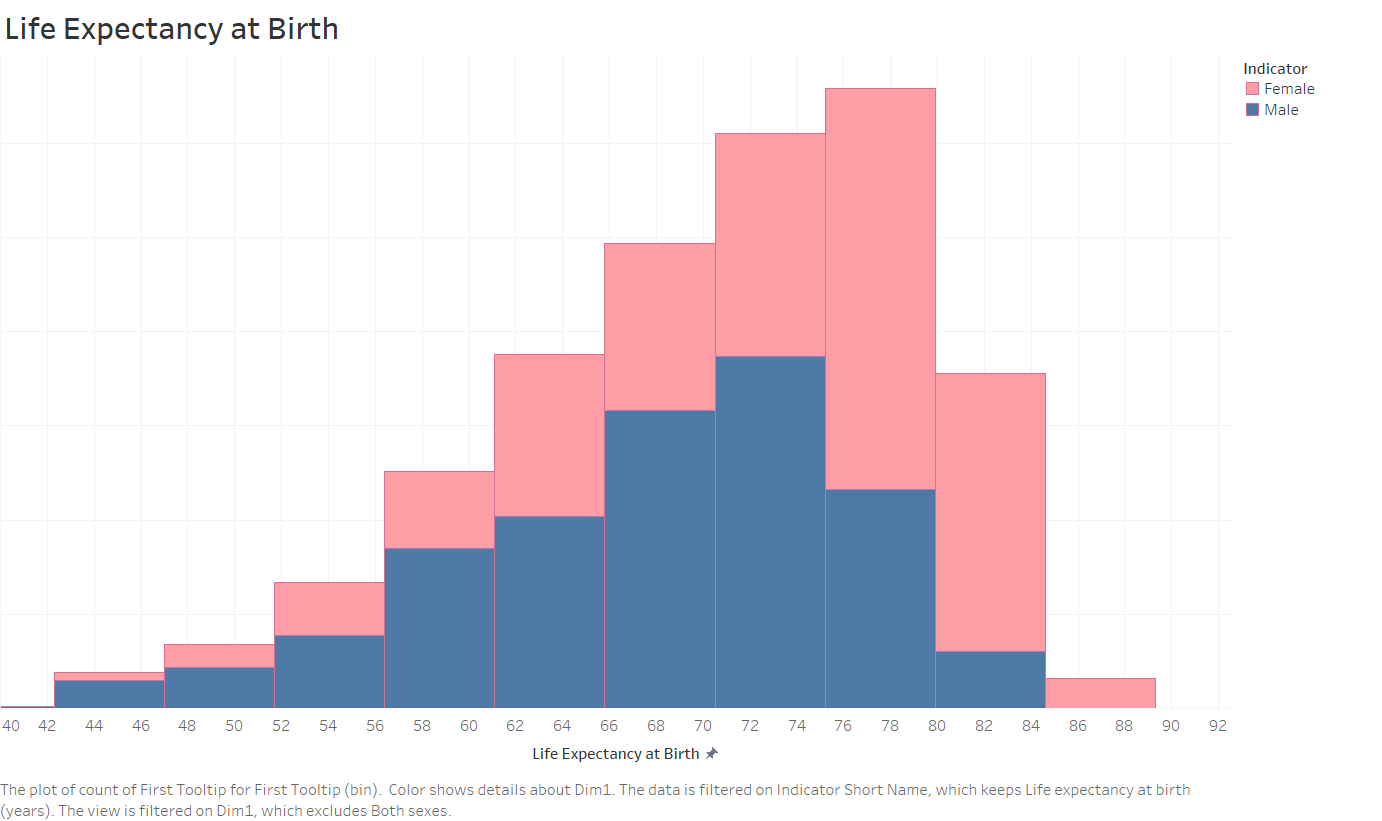 Life Expectancy at Birth
Indicator
Female
Male
40 42 44 46 48 50 52 54 56 58 60 62 64 66 68 70 72 74 76 78 80 82 84 86 88 90 92
Life Expectancy at Birth
The plot of count of First Tooltip for First Tooltip (bin).  Color shows details about Dim1. The data is filtered on Indicator Short Name, which keeps Life expectancy at birth
(years). The view is filtered on Dim1, which excludes Both sexes.